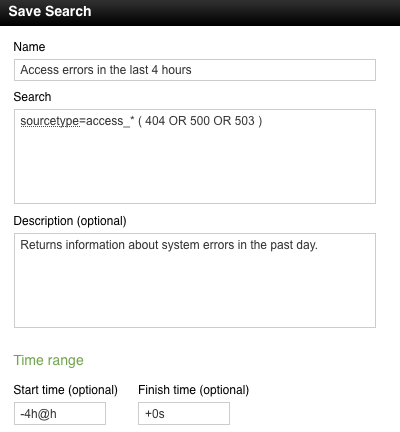 Save Search
Name
Access errors in the last 4 hours
Search
sourcetype=access_* ( 404 OR 500 OR 503 )
Description (optional)
Returns information about system errors in the past day.
Time range
Start time (optional) Finish time (optional)
-4h@h +0s